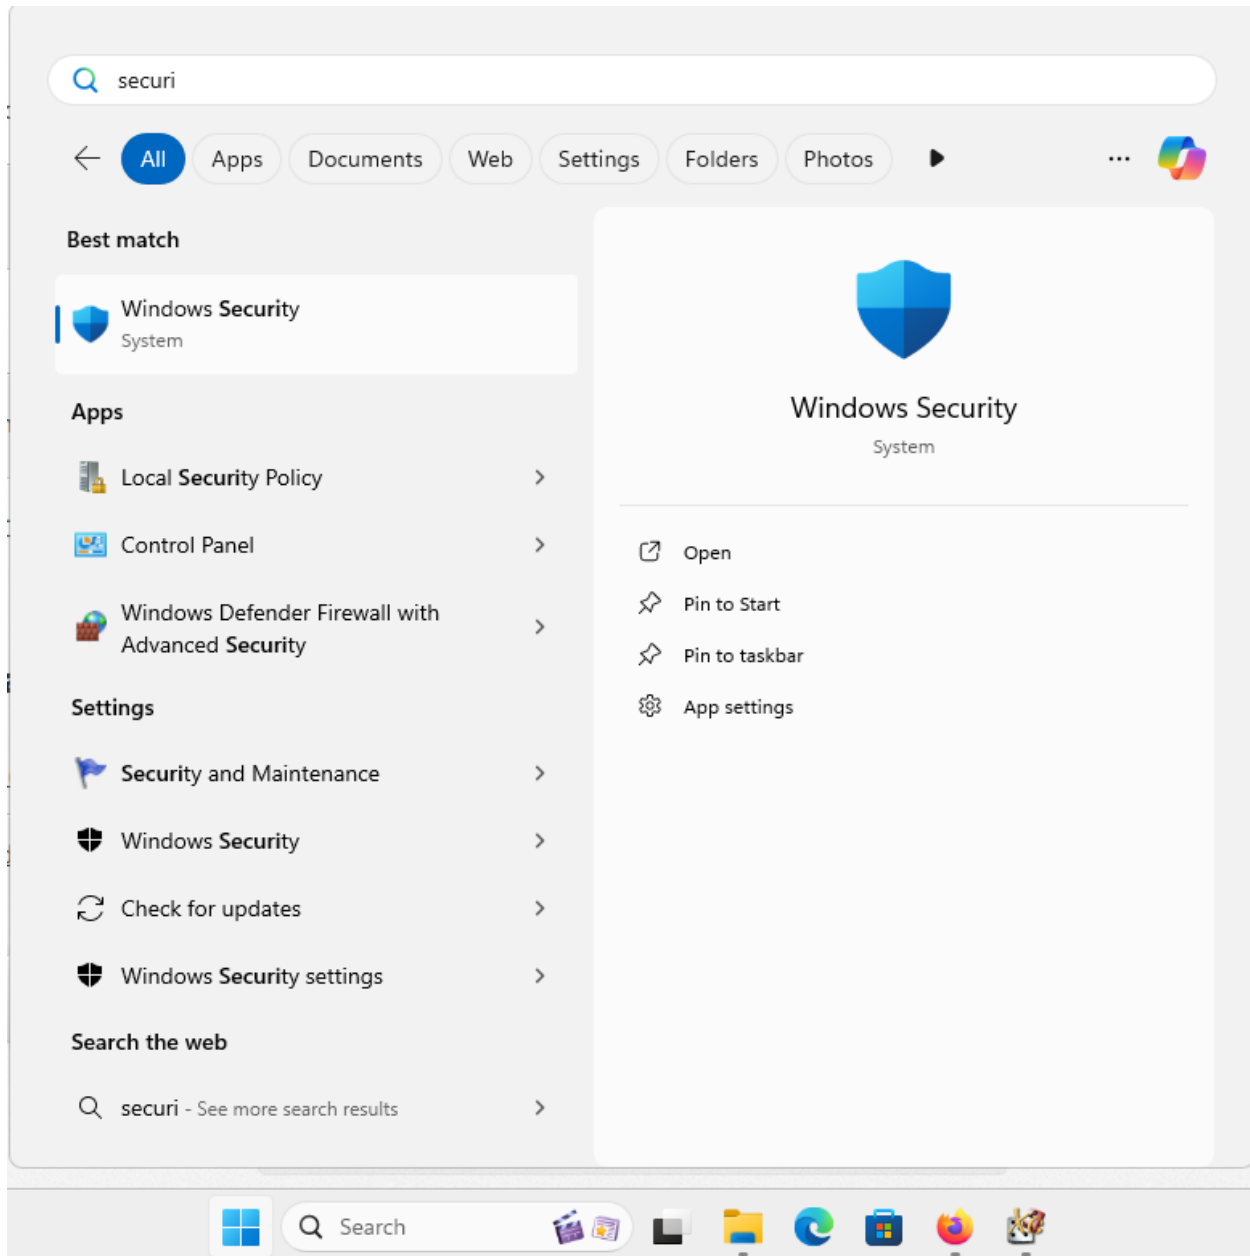 securi
All
Apps
Documents
Web
Settings
Folders
Photos
Best match
Windows Security
System
Apps
Local Security Policy
Control Panel
Windows Defender Firewall with
Advanced Security
Settings
Security and Maintenance
Windows Security
Check for updates
Windows Security settings
Search the web
securi - See more search results
Windows Security
System
Open
Pin to Start
Pin to taskbar
App settings
Search